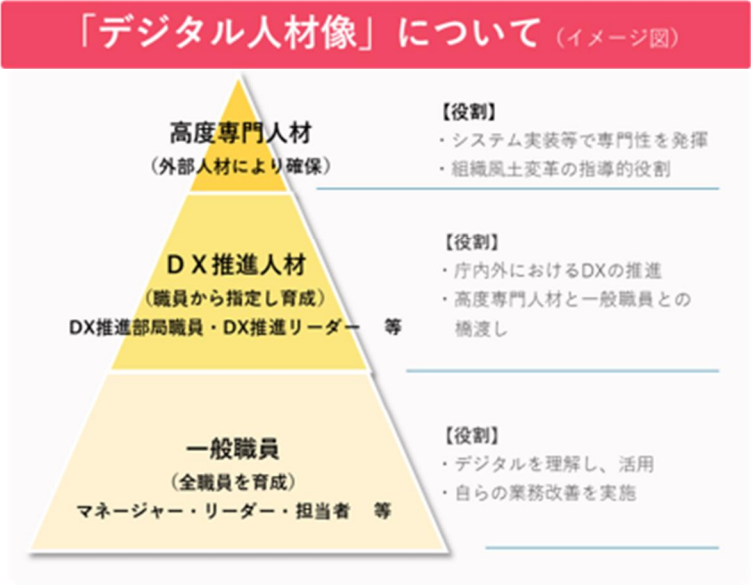 「デジタル人材像」について（イメージ図）
高度専門人材
（外部人材により確保）
【役割】
・システム実装等で専門性を発揮
・組織風土変革の指導的役割
ＤＸ推進人材
（職員から指定し育成）
DX推進部局職員・DX推進リーダー　等
【役割】
・庁内外におけるDXの推進
・高度専門人材と一般職員との
橋渡し
一般職員
（全職員を育成）
マネージャー・リーダー・担当者　等
【役割】
・デジタルを理解し、活用
・自らの業務改善を実施